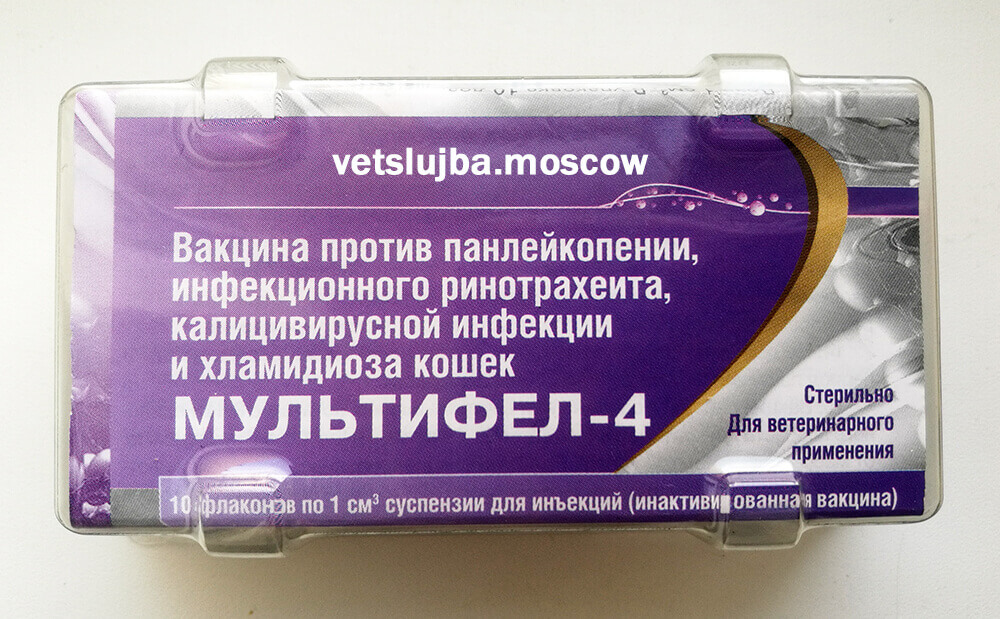 vetslujba.moscow
Вакцина против панлейкопении,
инфекционного ринотрахеита,
калицивирусной инфекции
и хламидиоза кошек
МУЛЬТИФЕЛ-4
Стерильно
Для ветеринарного
применения
10 флаконов по 1 см³ суспензии для инъекций (инактивированная вакцина)